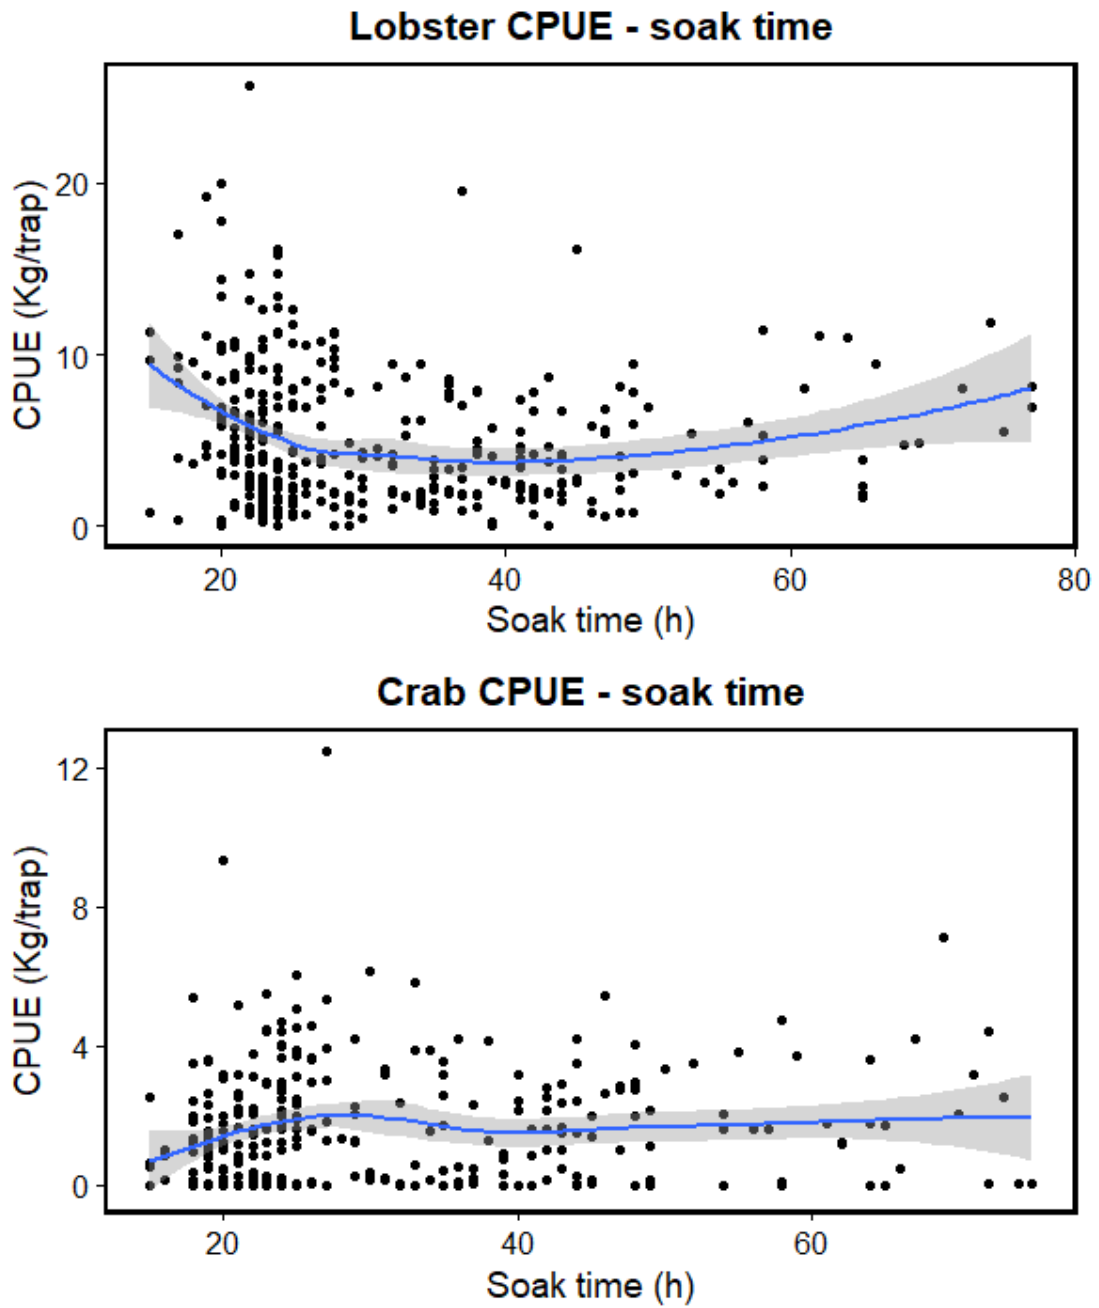 Lobster CPUE - soak time
CPUE (Kg/trap)
20
10
0
20 40 60 80
Soak time (h)
Crab CPUE - soak time
CPUE (Kg/trap)
12
8
4
0
20 40 60
Soak time (h)